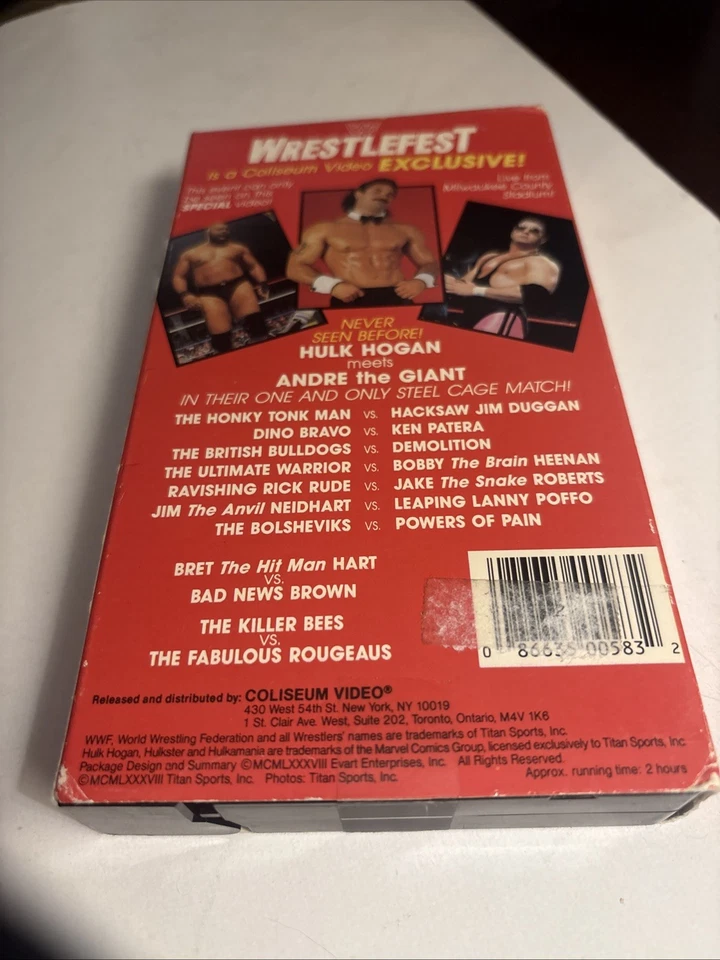 WRESTLEFEST
is a Coliseum Video EXCLUSIVE!
This event can only
be seen on this
SPECIAL video!
Live from
Milwaukee County
Stadium!
NEVER
SEEN BEFORE!
HULK HOGAN
meets
ANDRE the GIANT
IN THEIR ONE AND ONLY STEEL CAGE MATCH!
THE HONKY TONK MAN VS. HACKSAW JIM DUGGAN
DINO BRAVO VS. KEN PATERA
THE BRITISH BULLDOGS VS. DEMOLITION
THE ULTIMATE WARRIOR VS. BOBBY The Brain HEENAN
RAVISHING RICK RUDE VS. JAKE The Snake ROBERTS
JIM The Anvil NEIDHART VS. LEAPING LANNY POFFO
THE BOLSHEVIKS VS. POWERS OF PAIN
BRET The Hit Man HART
VS.
BAD NEWS BROWN
THE KILLER BEES
VS.
THE FABULOUS ROUGEAUS
0 86635 00583 2
Released and distributed by: COLISEUM VIDEO®
430 West 54th St. New York, NY 10019
1 St. Clair Ave. West, Suite 202, Toronto, Ontario, M4V 1K6
WWF, World Wrestling Federation and all Wrestlers' names are trademarks of Titan Sports, Inc.
Hulk Hogan, Hulkster and Hulkamania are trademarks of the Marvel Comics Group, licensed exclusively to Titan Sports, Inc.
Package Design and Summary ©MCMLXXXVIII Evart Enterprises, Inc. All Rights Reserved.
©MCMLXXXVIII Titan Sports, Inc. Photos: Titan Sports, Inc. Approx. running time: 2 hours